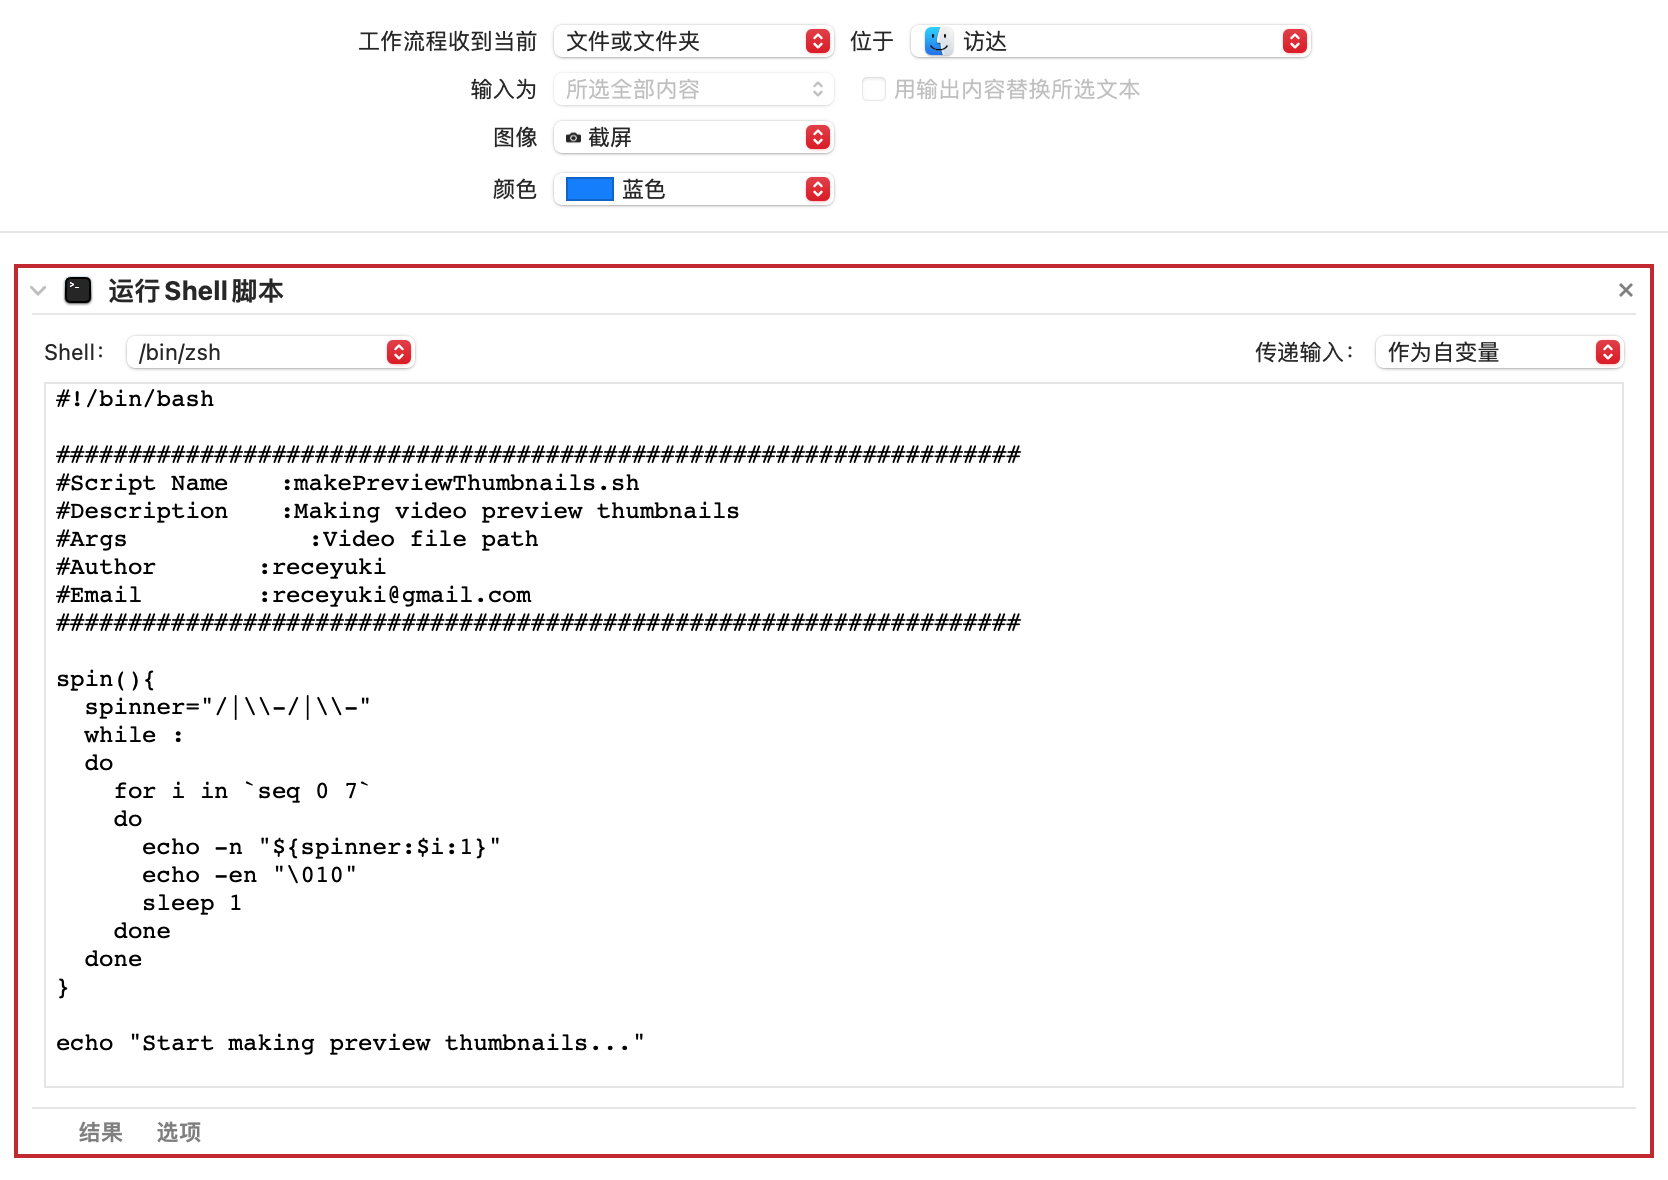 工作流程收到当前 文件或文件夹 位于 访达
输入为 所选全部内容 用输出内容替换所选文本
图像 截屏
颜色 蓝色
运行 Shell 脚本
Shell： /bin/zsh 传递输入： 作为自变量
#!/bin/bash
###################################################################
#Script Name    :makePreviewThumbnails.sh
#Description    :Making video preview thumbnails
#Args             :Video file path
#Author       :receyuki
#Email        :receyuki@gmail.com
###################################################################
spin(){
  spinner="/|\\-/|\\-"
  while :
  do
    for i in `seq 0 7`
    do
      echo -n "${spinner:$i:1}"
      echo -en "\010"
      sleep 1
    done
  done
}
echo "Start making preview thumbnails..."
结果 选项